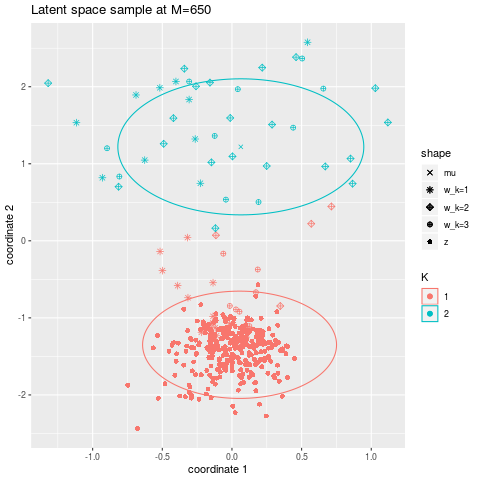 Latent space sample at M=650
coordinate 2
2
1
0
-1
-2
-1.0
-0.5
0.0
0.5
1.0
coordinate 1
shape
mu
w_k=1
w_k=2
w_k=3
z
K
1
2